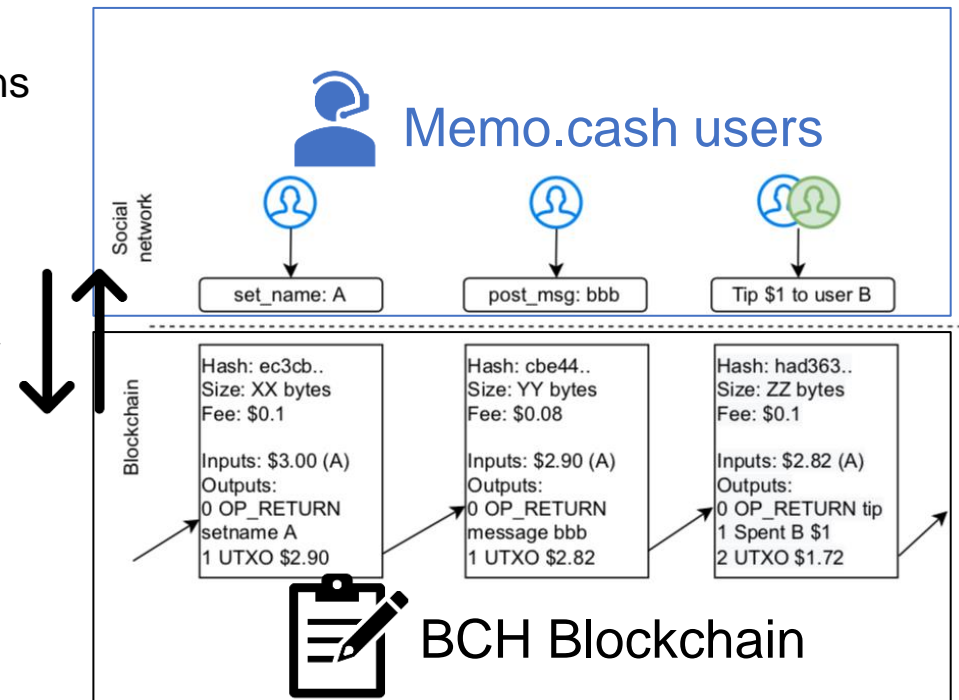 ns
Memo.cash users
Social
network
set_name: A
post_msg: bbb
Tip $1 to user B
Blockchain
Hash: ec3cb..
Size: XX bytes
Fee: $0.1
Inputs: $3.00 (A)
Outputs:
0 OP_RETURN
setname A
1 UTXO $2.90
Hash: cbe44..
Size: YY bytes
Fee: $0.08
Inputs: $2.90 (A)
Outputs:
0 OP_RETURN
message bbb
1 UTXO $2.82
Hash: had363..
Size: ZZ bytes
Fee: $0.1
Inputs: $2.82 (A)
Outputs:
0 OP_RETURN tip
1 Spent B $1
2 UTXO $1.72
BCH Blockchain